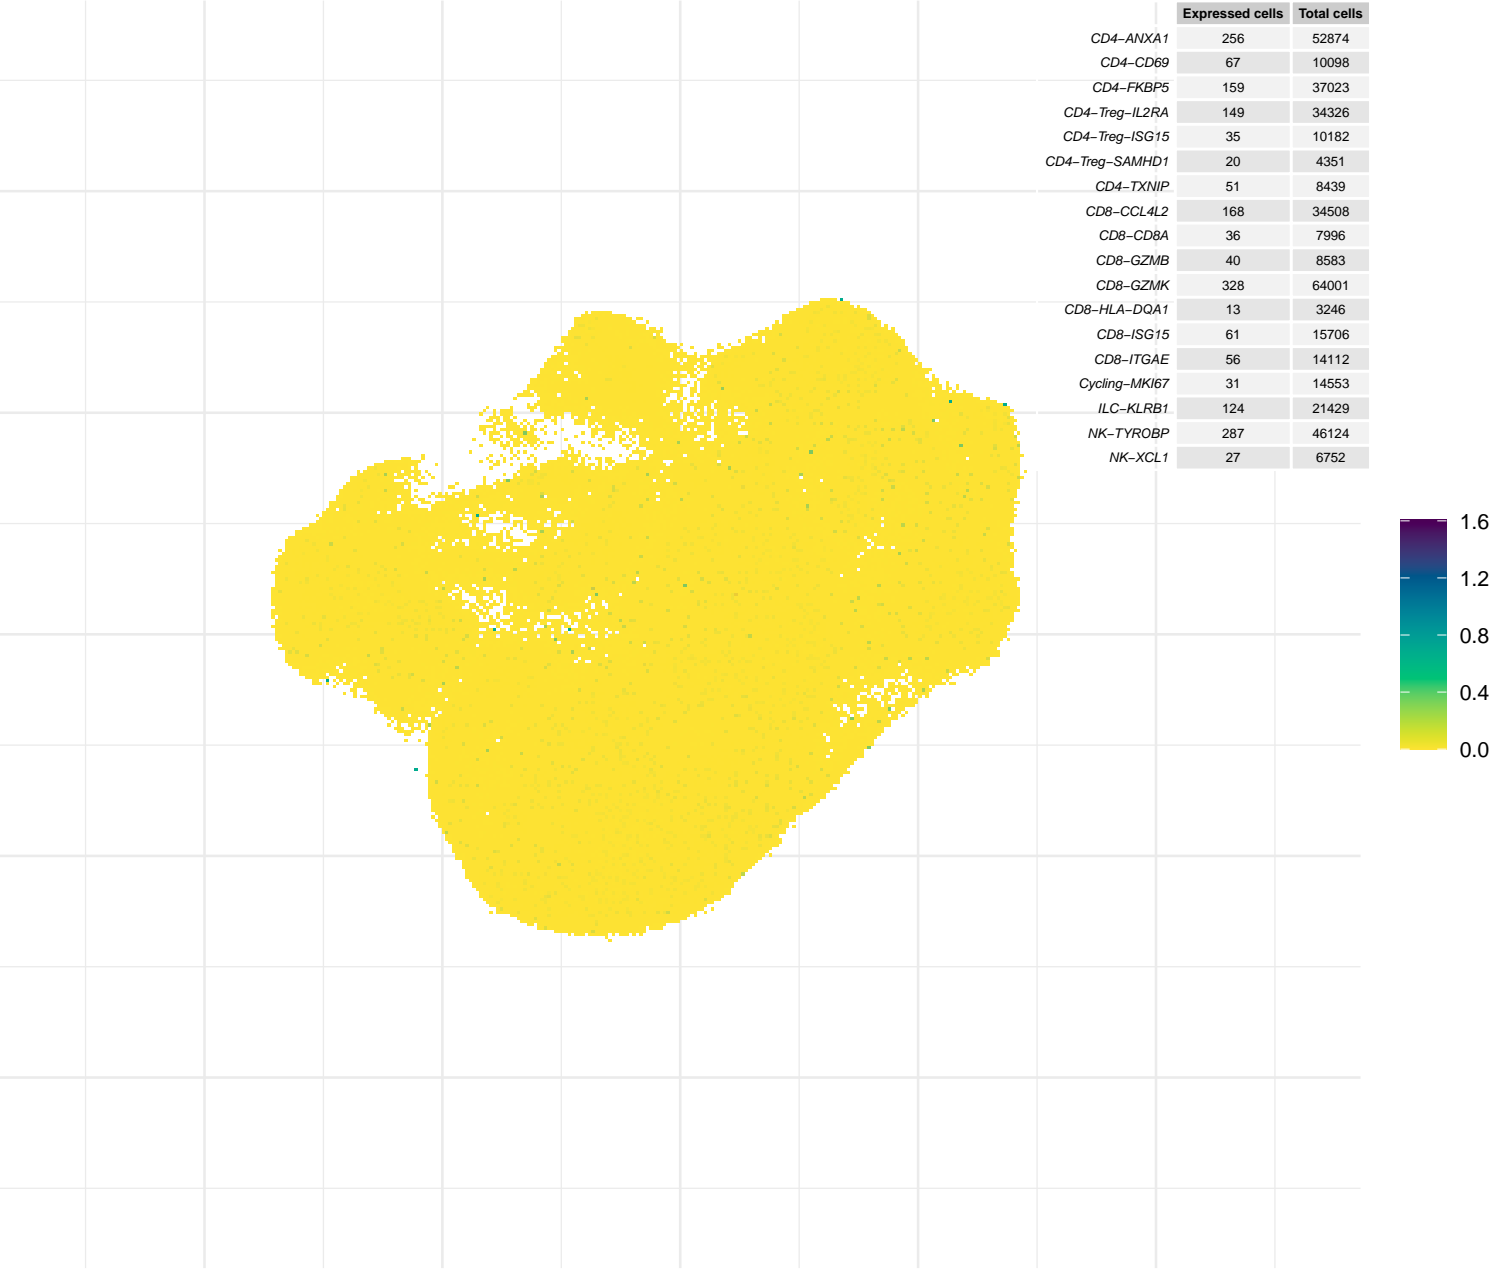 Expressed cells Total cells
CD4−ANXA1 256 52874
CD4−CD69 67 10098
CD4−FKBP5 159 37023
CD4−Treg−IL2RA 149 34326
CD4−Treg−ISG15 35 10182
CD4−Treg−SAMHD1 20 4351
CD4−TXNIP 51 8439
CD8−CCL4L2 168 34508
CD8−CD8A 36 7996
CD8−GZMB 40 8583
CD8−GZMK 328 64001
CD8−HLA−DQA1 13 3246
CD8−ISG15 61 15706
CD8−ITGAE 56 14112
Cycling−MKI67 31 14553
ILC−KLRB1 124 21429
NK−TYROBP 287 46124
NK−XCL1 27 6752
1.6
1.2
0.8
0.4
0.0